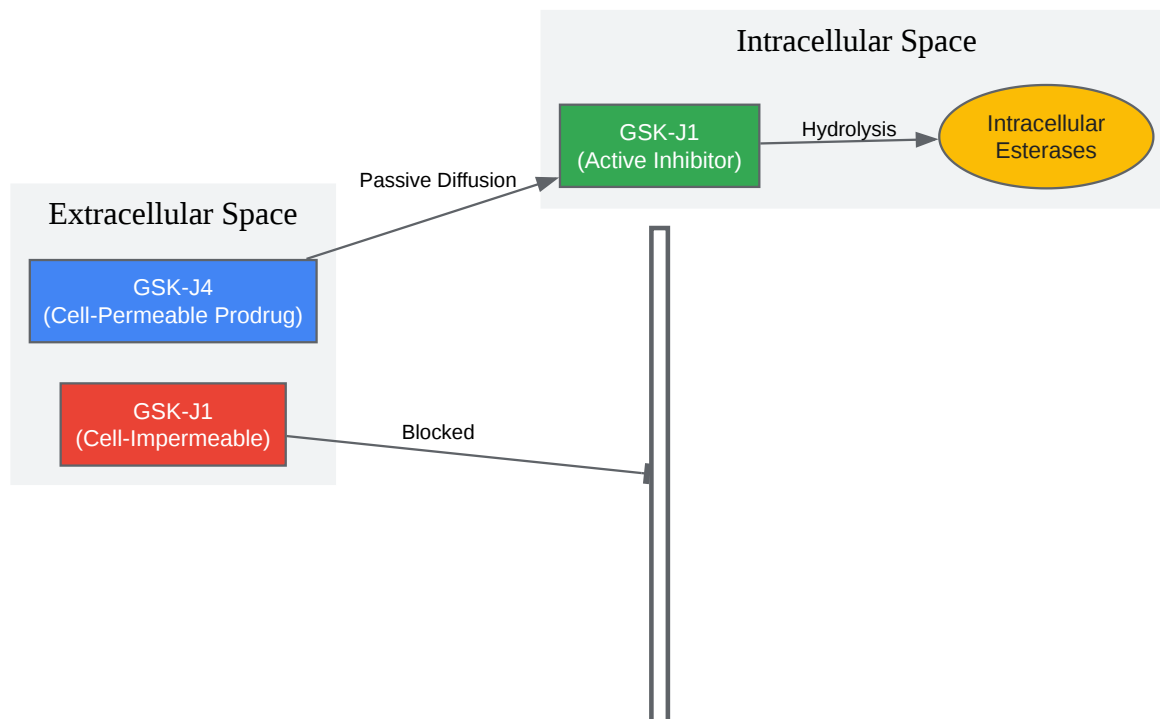 Intracellular Space
GSK-J1
(Active Inhibitor)
Hydrolysis
Intracellular
Esterases
Passive Diffusion
Extracellular Space
GSK-J4
(Cell-Permeable Prodrug)
GSK-J1
(Cell-Impermeable)
Blocked